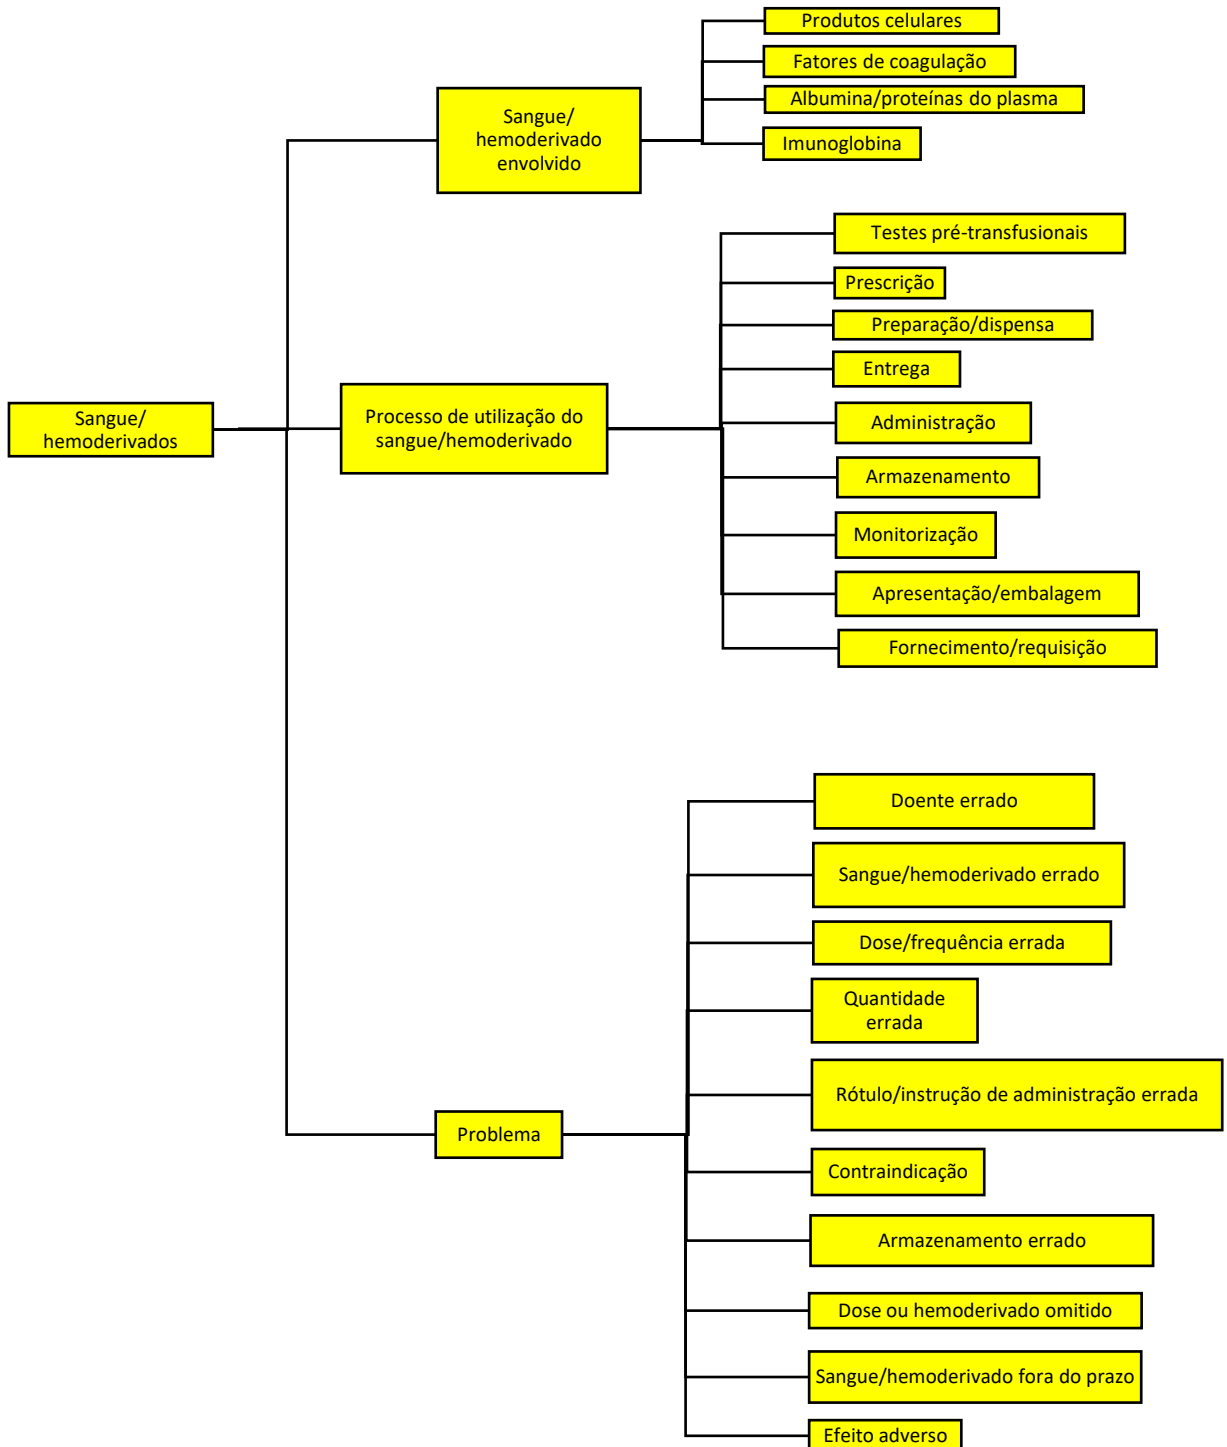 Produtos celulares
Fatores de coagulação
Albumina/proteínas do plasma
Imunoglobina
Sangue/
hemoderivado
envolvido
Testes pré-transfusionais
Prescrição
Preparação/dispensa
Entrega
Administração
Armazenamento
Monitorização
Apresentação/embalagem
Fornecimento/requisição
Processo de utilização do
sangue/hemoderivado
Sangue/
hemoderivados
Doente errado
Sangue/hemoderivado errado
Dose/frequência errada
Quantidade
errada
Rótulo/instrução de administração errada
Problema
Contraindicação
Armazenamento errado
Dose ou hemoderivado omitido
Sangue/hemoderivado fora do prazo
Efeito adverso